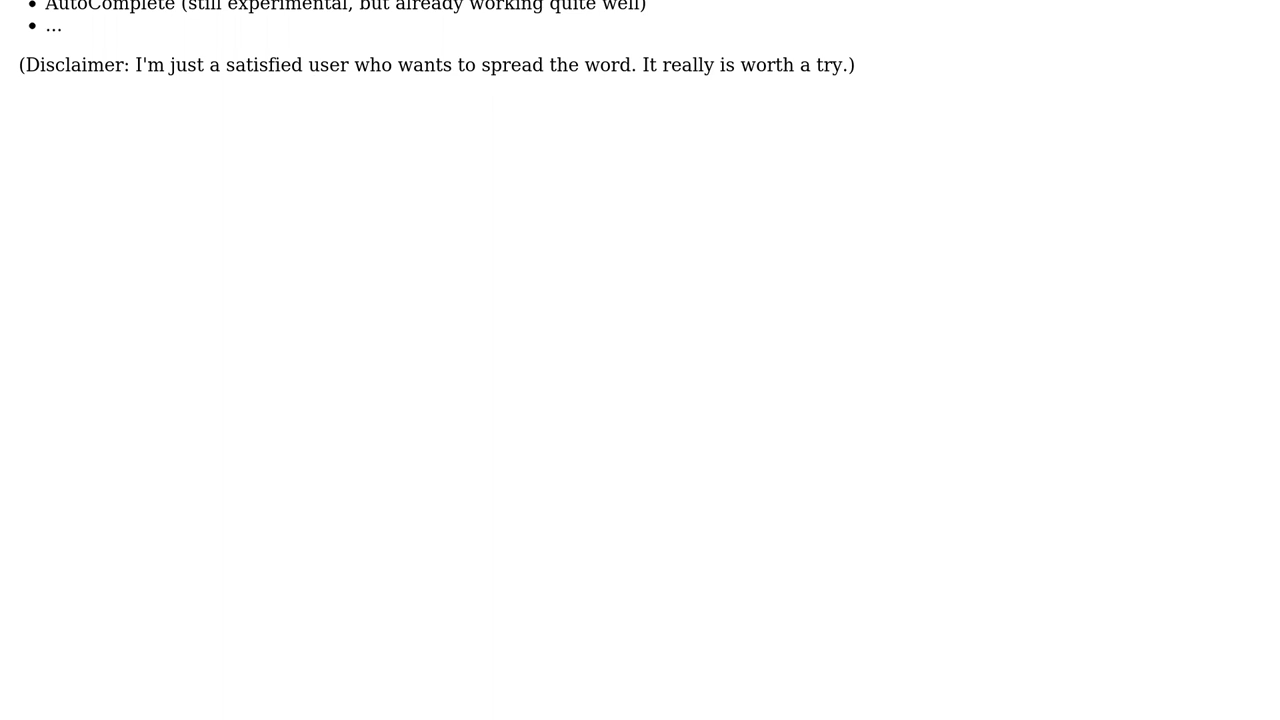 • AutoComplete (still experimental, but already working quite well)
• ...
(Disclaimer: I'm just a satisfied user who wants to spread the word. It really is worth a try.)